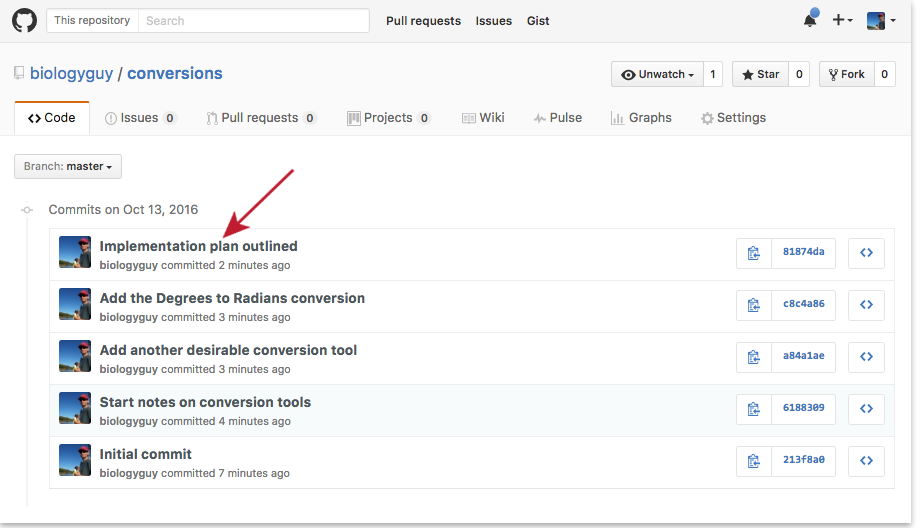 This repository Search Pull requests Issues Gist
biologyguy / conversions Unwatch 1 Star 0 Fork 0
Code Issues 0 Pull requests 0 Projects 0 Wiki Pulse Graphs Settings
Branch: master
Commits on Oct 13, 2016
Implementation plan outlined
biologyguy committed 2 minutes ago
81874da
Add the Degrees to Radians conversion
biologyguy committed 3 minutes ago
c8c4a86
Add another desirable conversion tool
biologyguy committed 3 minutes ago
a84a1ae
Start notes on conversion tools
biologyguy committed 4 minutes ago
6188309
Initial commit
biologyguy committed 7 minutes ago
213f8a0